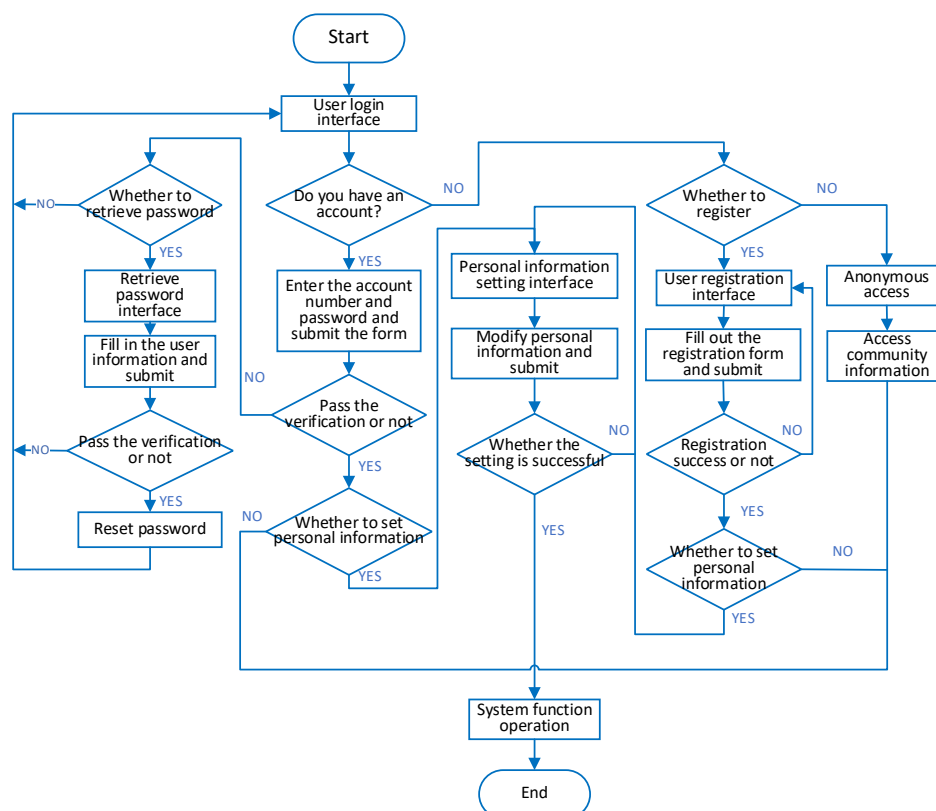 Start
User login
interface
Whether to
retrieve password
NO
YES
Retrieve
password
interface
Fill in the user
information and
submit
Pass the verification
or not
NO
YES
Reset password
Do you have an
account?
NO
YES
Enter the account
number and
password and
submit the form
NO
Pass the
verification or not
YES
NO
Whether to set
personal information
YES
Personal information
setting interface
Modify personal
information and
submit
Whether the
setting is successful
NO
YES
Whether to
register
NO
YES
User registration
interface
Fill out the
registration form
and submit
Registration
success or not
NO
YES
Whether to set
personal
information
NO
YES
Anonymous
access
Access
community
information
System function
operation
End